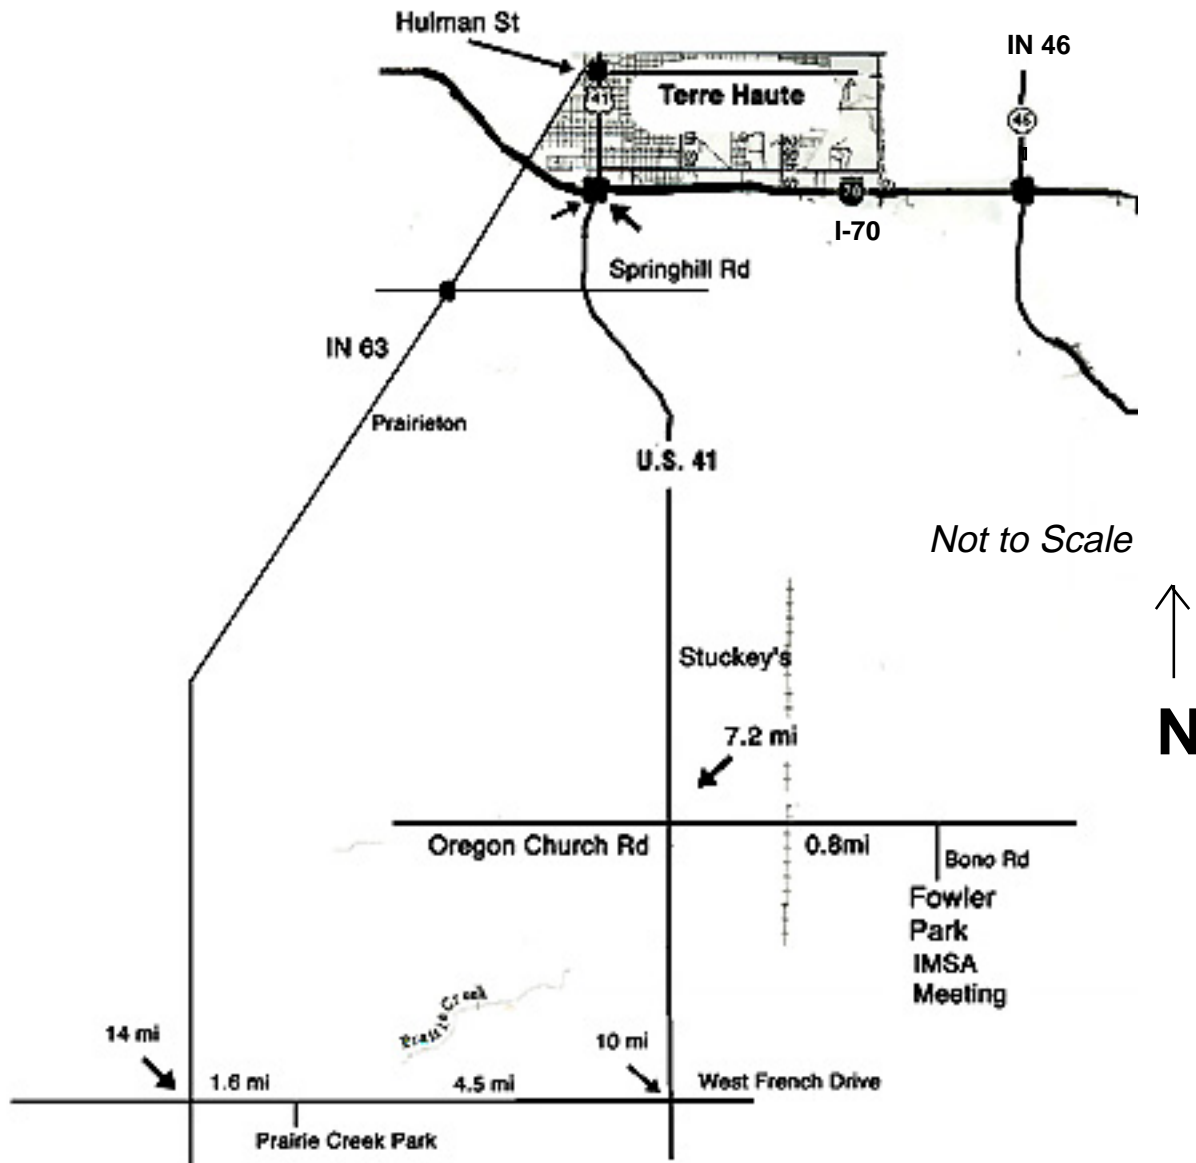 Hulman St
IN 46
41
Terre Haute
46
70
I-70
Springhill Rd
IN 63
Prairieton
U.S. 41
Not to Scale
Stuckey's
7.2 mi
N
Oregon Church Rd
0.8mi
Bono Rd
Fowler
Park
IMSA
Meeting
Prairie Creek
14 mi
10 mi
1.6 mi
4.5 mi
West French Drive
Prairie Creek Park